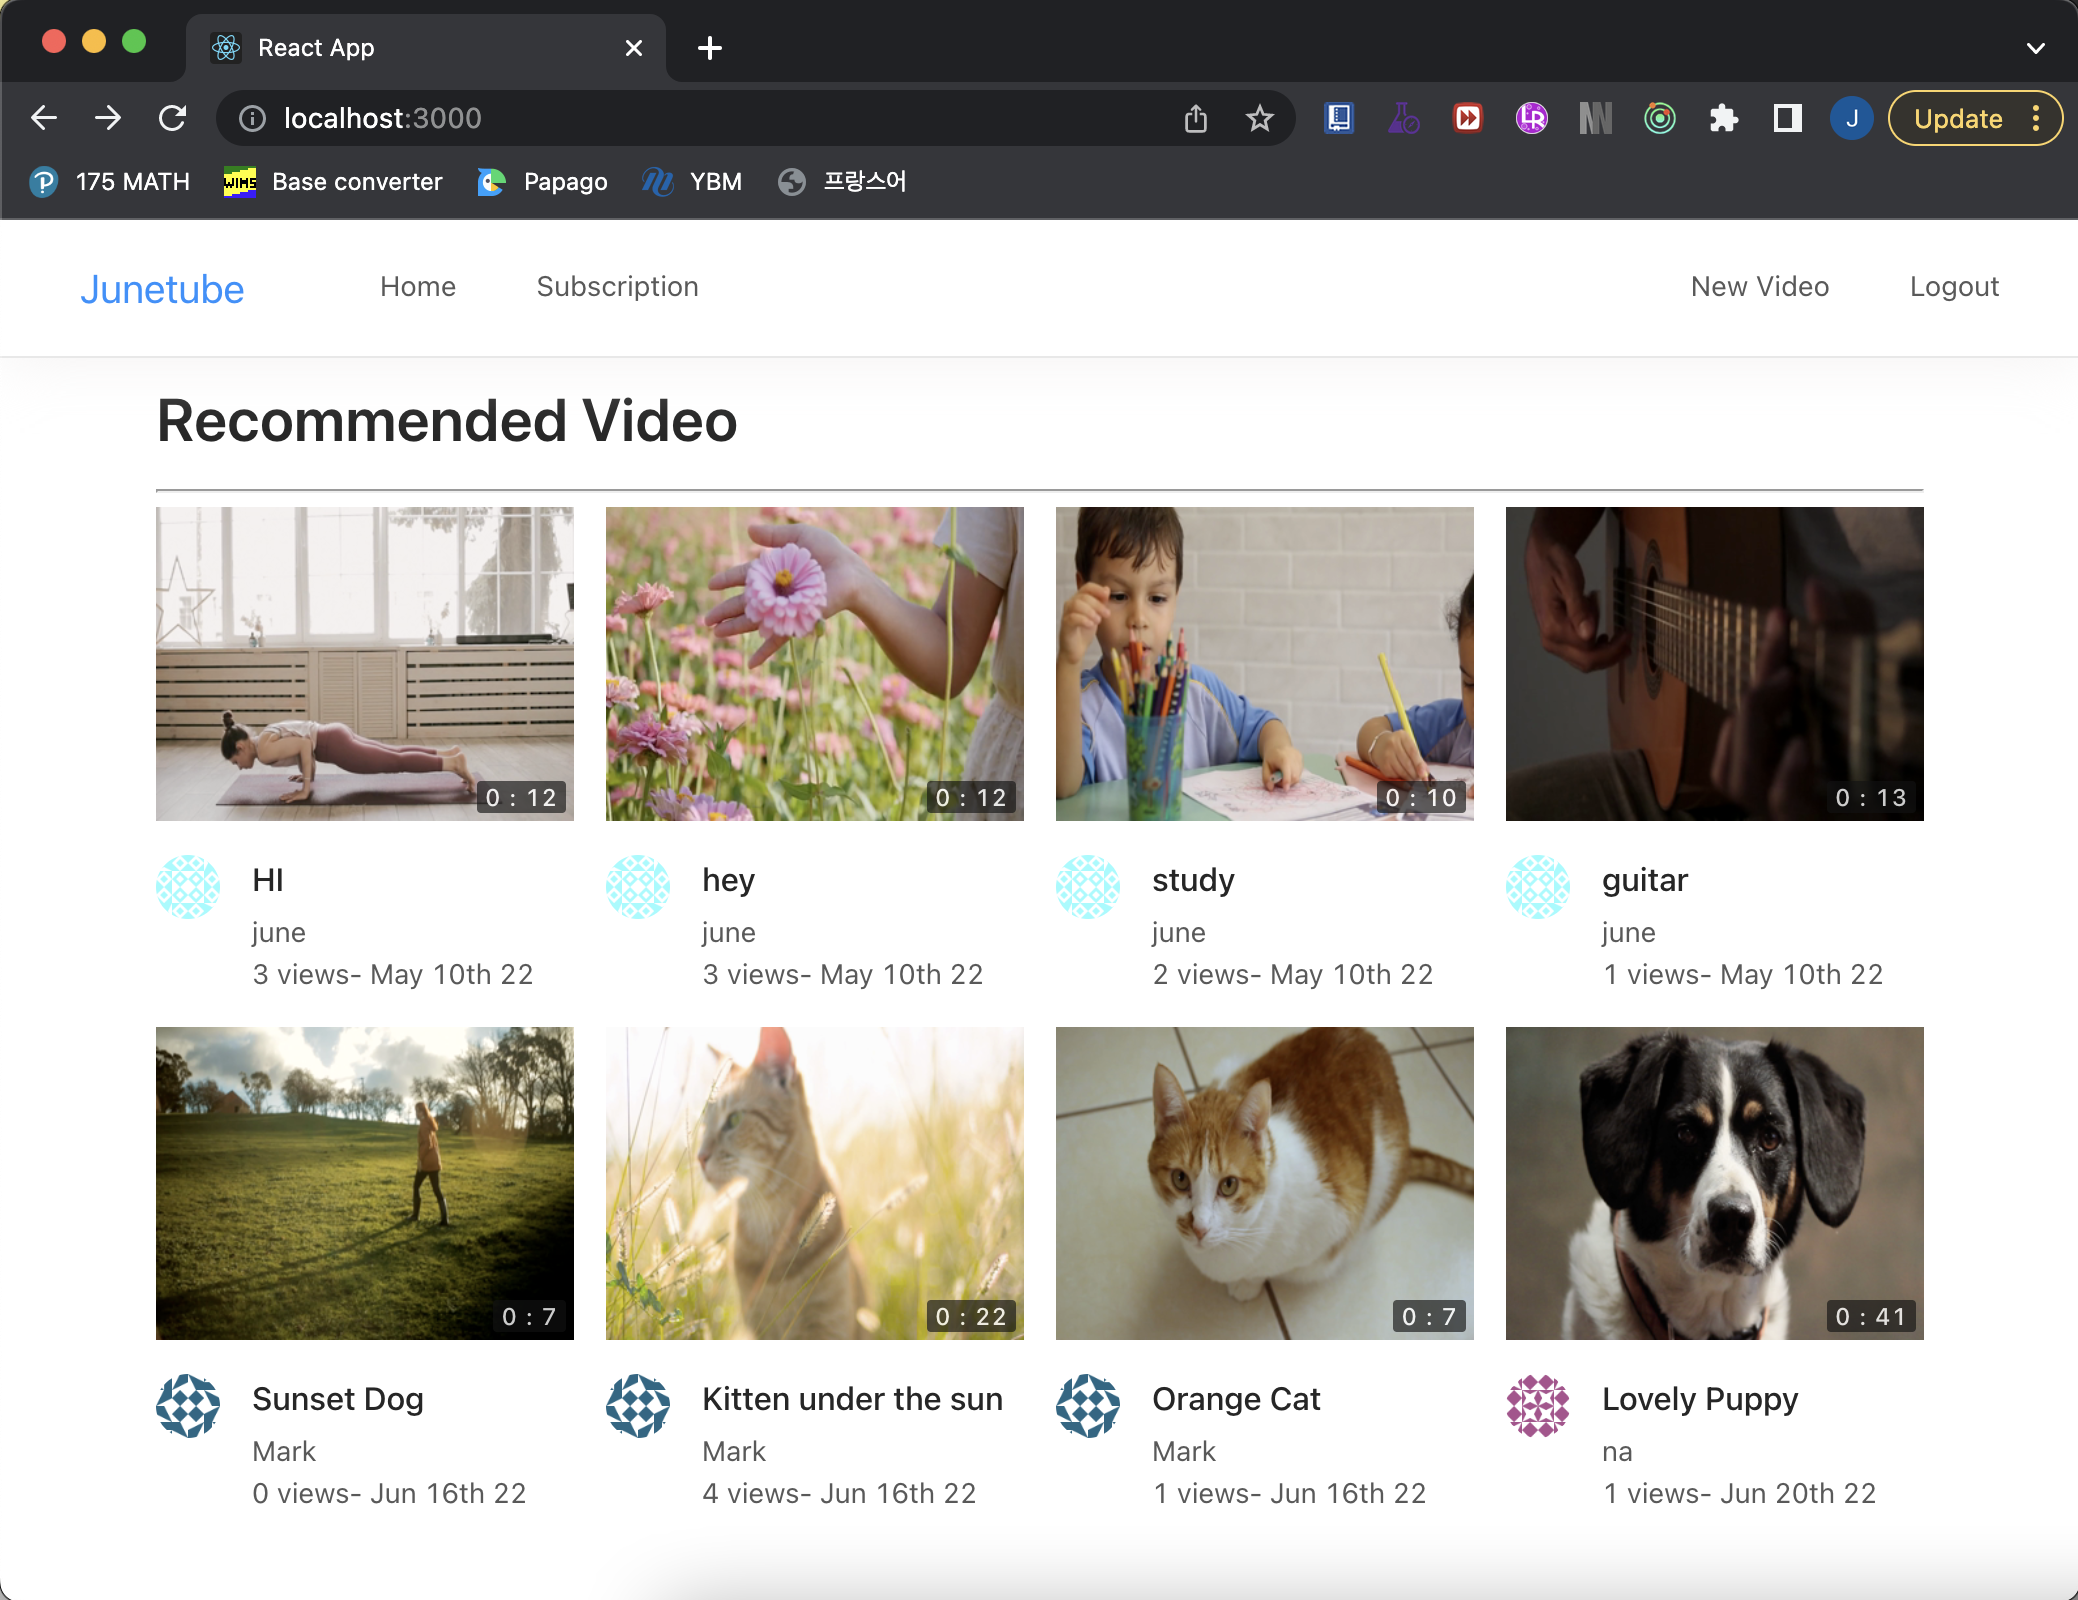 React App
localhost:3000
J
Update
175 MATH
WIMS
Base converter
Papago
YBM
프랑스어
Junetube
Home
Subscription
New Video
Logout
Recommended Video
0 : 12
0 : 12
0 : 10
0 : 13
HI
june
3 views- May 10th 22
hey
june
3 views- May 10th 22
study
june
2 views- May 10th 22
guitar
june
1 views- May 10th 22
0 : 7
0 : 22
0 : 7
0 : 41
Sunset Dog
Mark
0 views- Jun 16th 22
Kitten under the sun
Mark
4 views- Jun 16th 22
Orange Cat
Mark
1 views- Jun 16th 22
Lovely Puppy
na
1 views- Jun 20th 22